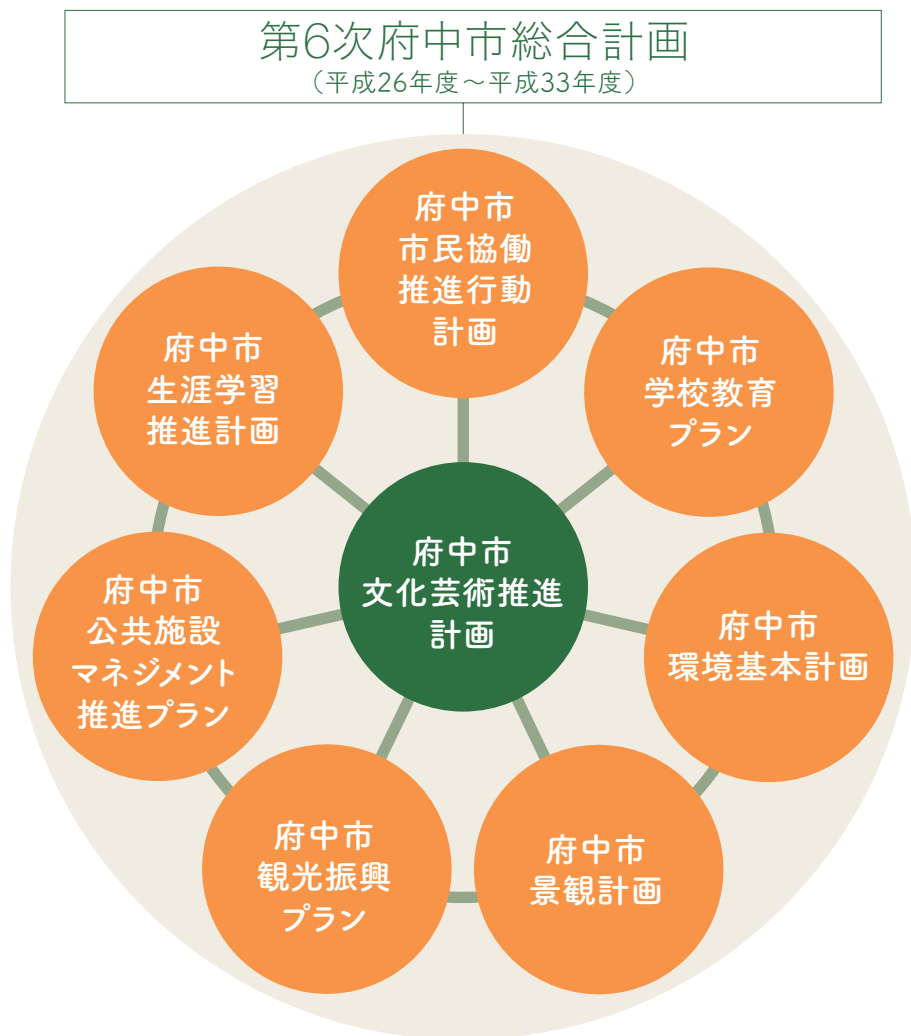 第6次府中市総合計画
（平成26年度～平成33年度）
府中市
市民協働
推進行動
計画
府中市
学校教育
プラン
府中市
環境基本計画
府中市
景観計画
府中市
観光振興
プラン
府中市
公共施設
マネジメント
推進プラン
府中市
生涯学習
推進計画
府中市
文化芸術推進
計画